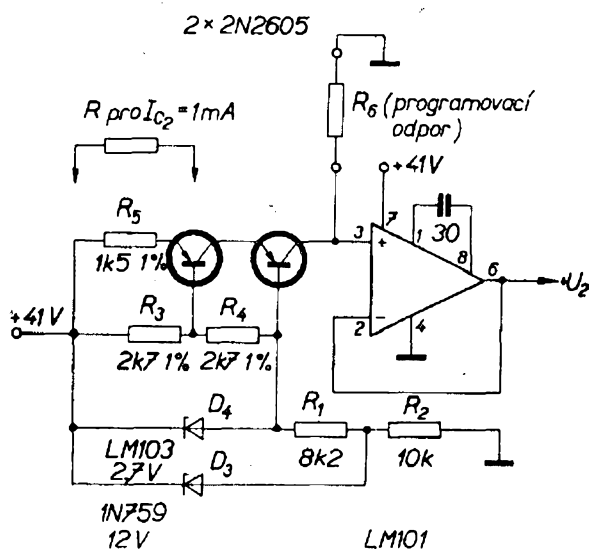 2 × 2N2605
R pro I_C2 = 1mA
R6 (programovací
odpor)
+41V
R5
1k5 1%
3
+
7
1
30
8
6
U2
2
−
4
+41V
R3
2k7 1%
R4
2k7 1%
D4
LM103
2,7V
D3
1N759
12V
R1
8k2
R2
10k
LM101